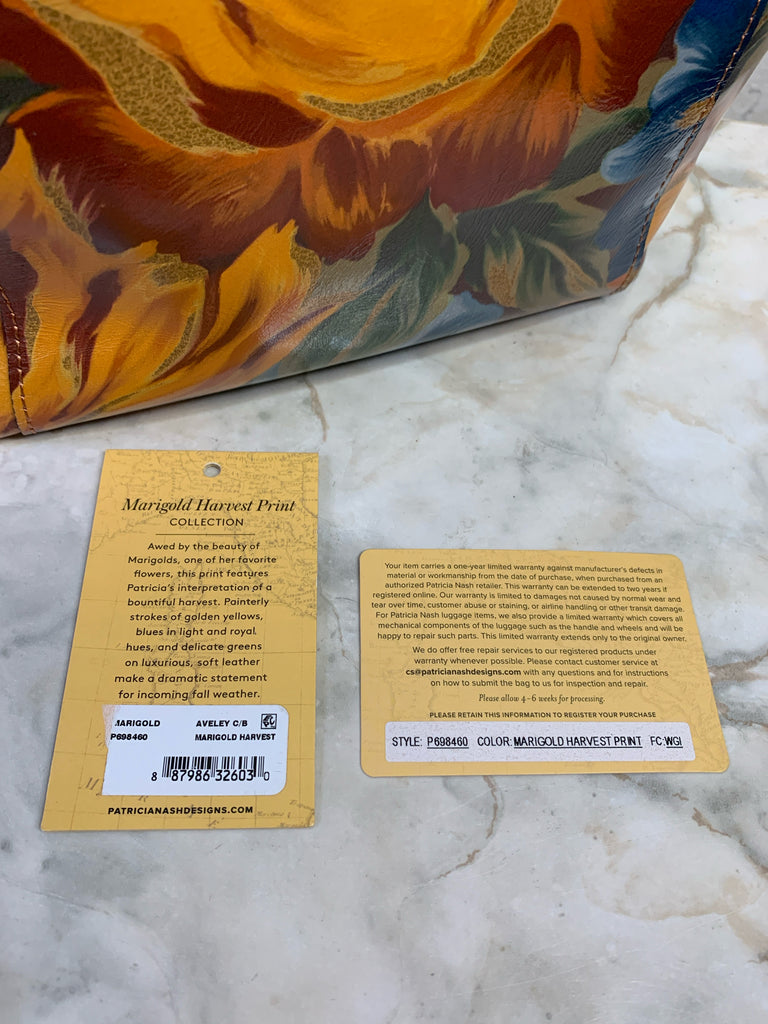 Marigold Harvest Print
COLLECTION
Awed by the beauty of
Marigolds, one of her favorite
flowers, this print features
Patricia's interpretation of a
bountiful harvest. Painterly
strokes of golden yellows,
blues in light and royal
hues, and delicate greens
on luxurious, soft leather
make a dramatic statement
for incoming fall weather.
MARIGOLD AVELEY C/B
P698460 MARIGOLD HARVEST
8 87986 32603 0
PATRICIANASHDESIGNS.COM
Your item carries a one-year limited warranty against manufacturer's defects in
material or workmanship from the date of purchase, when purchased from an
authorized Patricia Nash retailer. This warranty can be extended to two years if
registered online. Our warranty is limited to damages not caused by normal wear and
tear over time, customer abuse or staining, or airline handling or other transit damage.
For Patricia Nash luggage items, we also provide a limited warranty which covers all
mechanical components of the luggage such as the handle and wheels and will be
happy to repair such parts. This limited warranty extends only to the original owner.
We do offer free repair services to our registered products under
warranty whenever possible. Please contact customer service at
cs@patricianashdesigns.com with any questions and for instructions
on how to submit the bag to us for inspection and repair.
Please allow 4–6 weeks for processing.
PLEASE RETAIN THIS INFORMATION TO REGISTER YOUR PURCHASE
STYLE: P698460 COLOR: MARIGOLD HARVEST PRINT FC: WGI